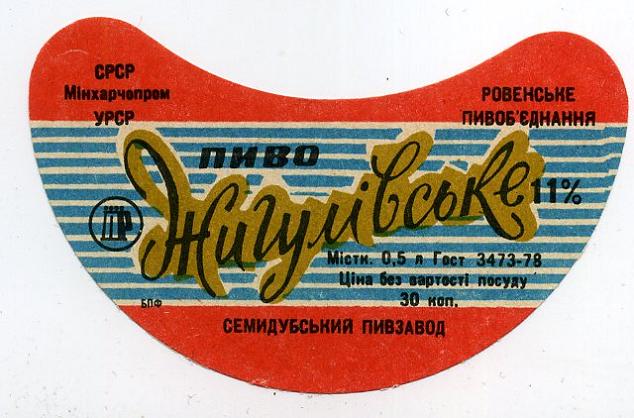 СРСР
Мінхарчопром
УРСР
РОВЕНСЬКЕ
ПИВОБ'ЄДНАННЯ
пиво
Жигулівське
11%
Містк. 0,5 л Гост 3473-78
Ціна без вартості посуду
30 коп.
БПФ
СЕМИДУБСЬКИЙ ПИВЗАВОД